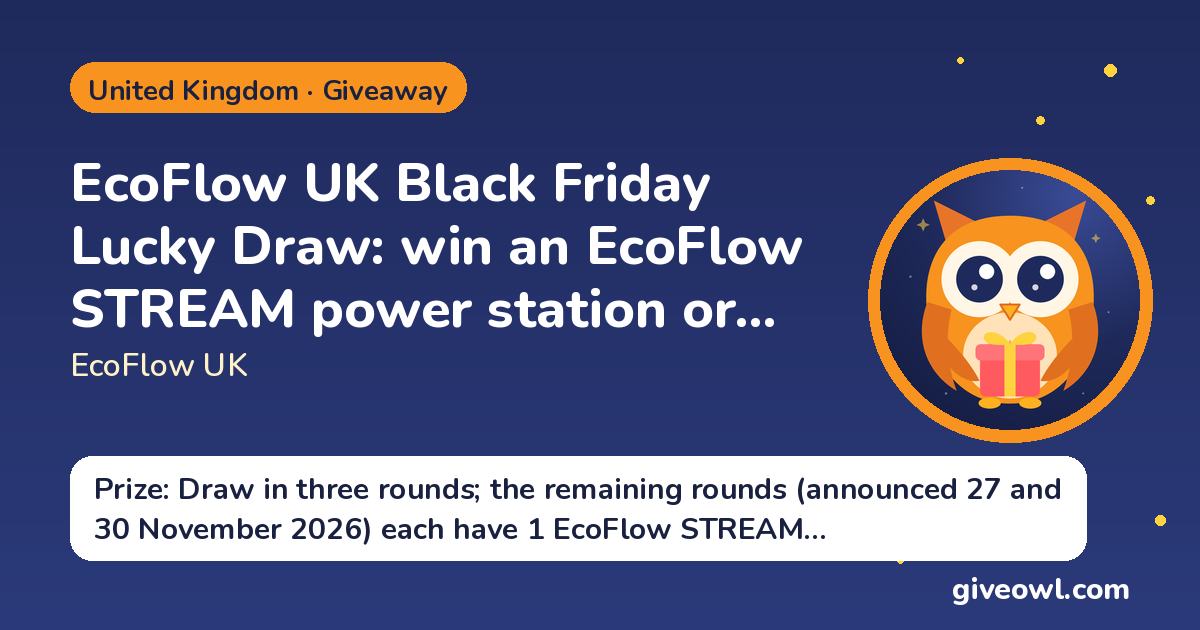 United Kingdom · Giveaway
EcoFlow UK Black Friday
Lucky Draw: win an EcoFlow
STREAM power station or...
EcoFlow UK
Prize: Draw in three rounds; the remaining rounds (announced 27 and
30 November 2026) each have 1 EcoFlow STREAM...
giveowl.com